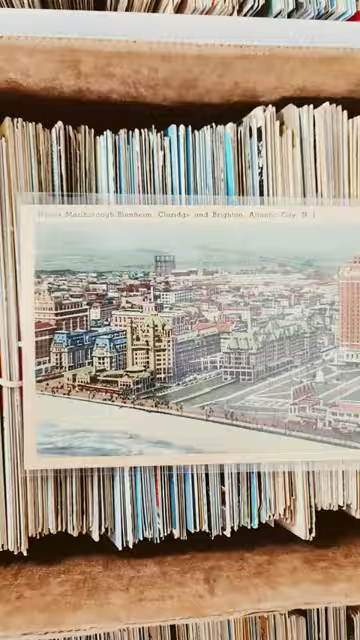 Hotels Marlborough-Blenheim, Claridge and Brighton, Atlantic City, N. J.